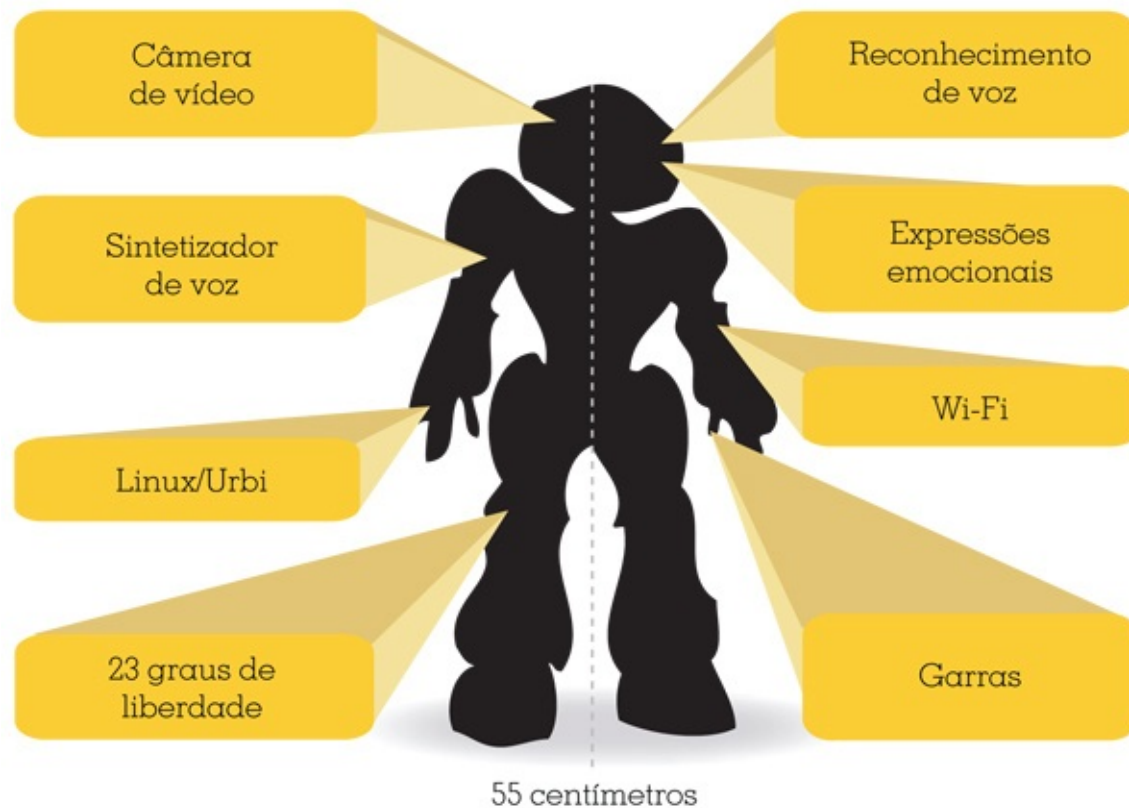 Câmera
de vídeo
Reconhecimento
de voz
Sintetizador
de voz
Expressões
emocionais
Wi-Fi
Linux/Urbi
23 graus de
liberdade
Garras
55 centímetros